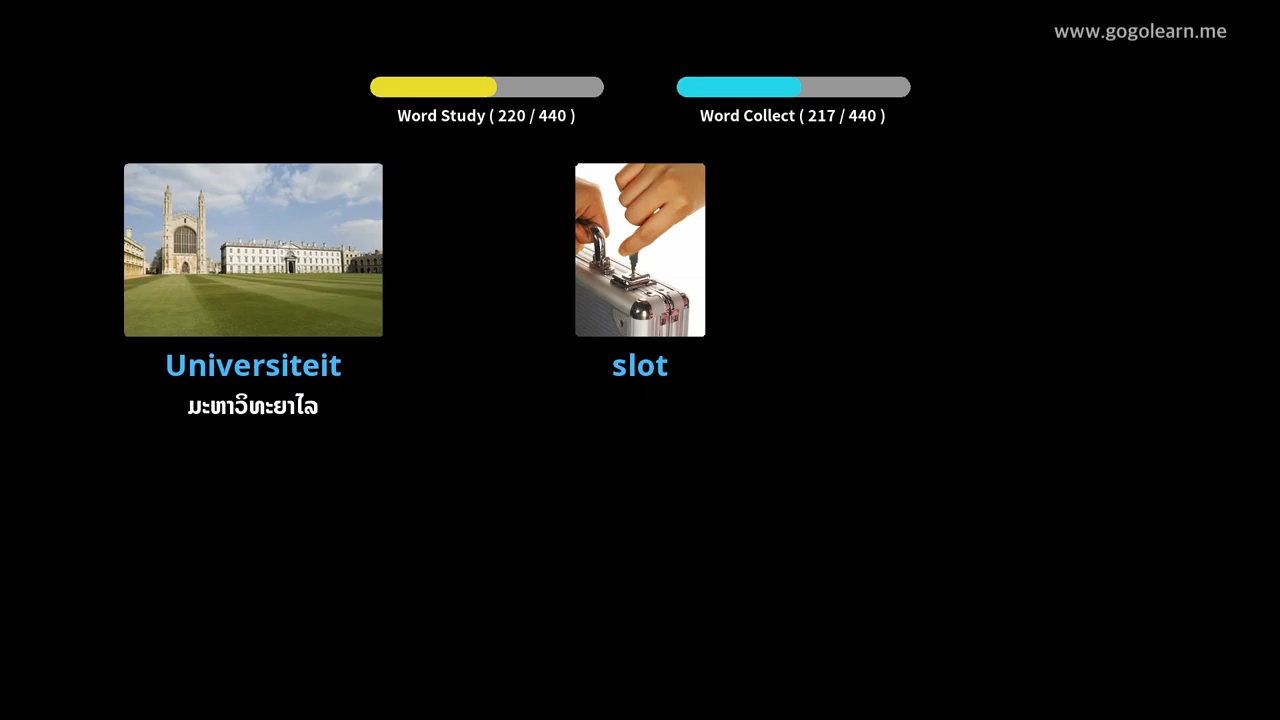 www.gogolearn.me
Word Study ( 220 / 440 )
Word Collect ( 217 / 440 )
Universiteit
ມະຫາວິທະຍາໄລ
slot